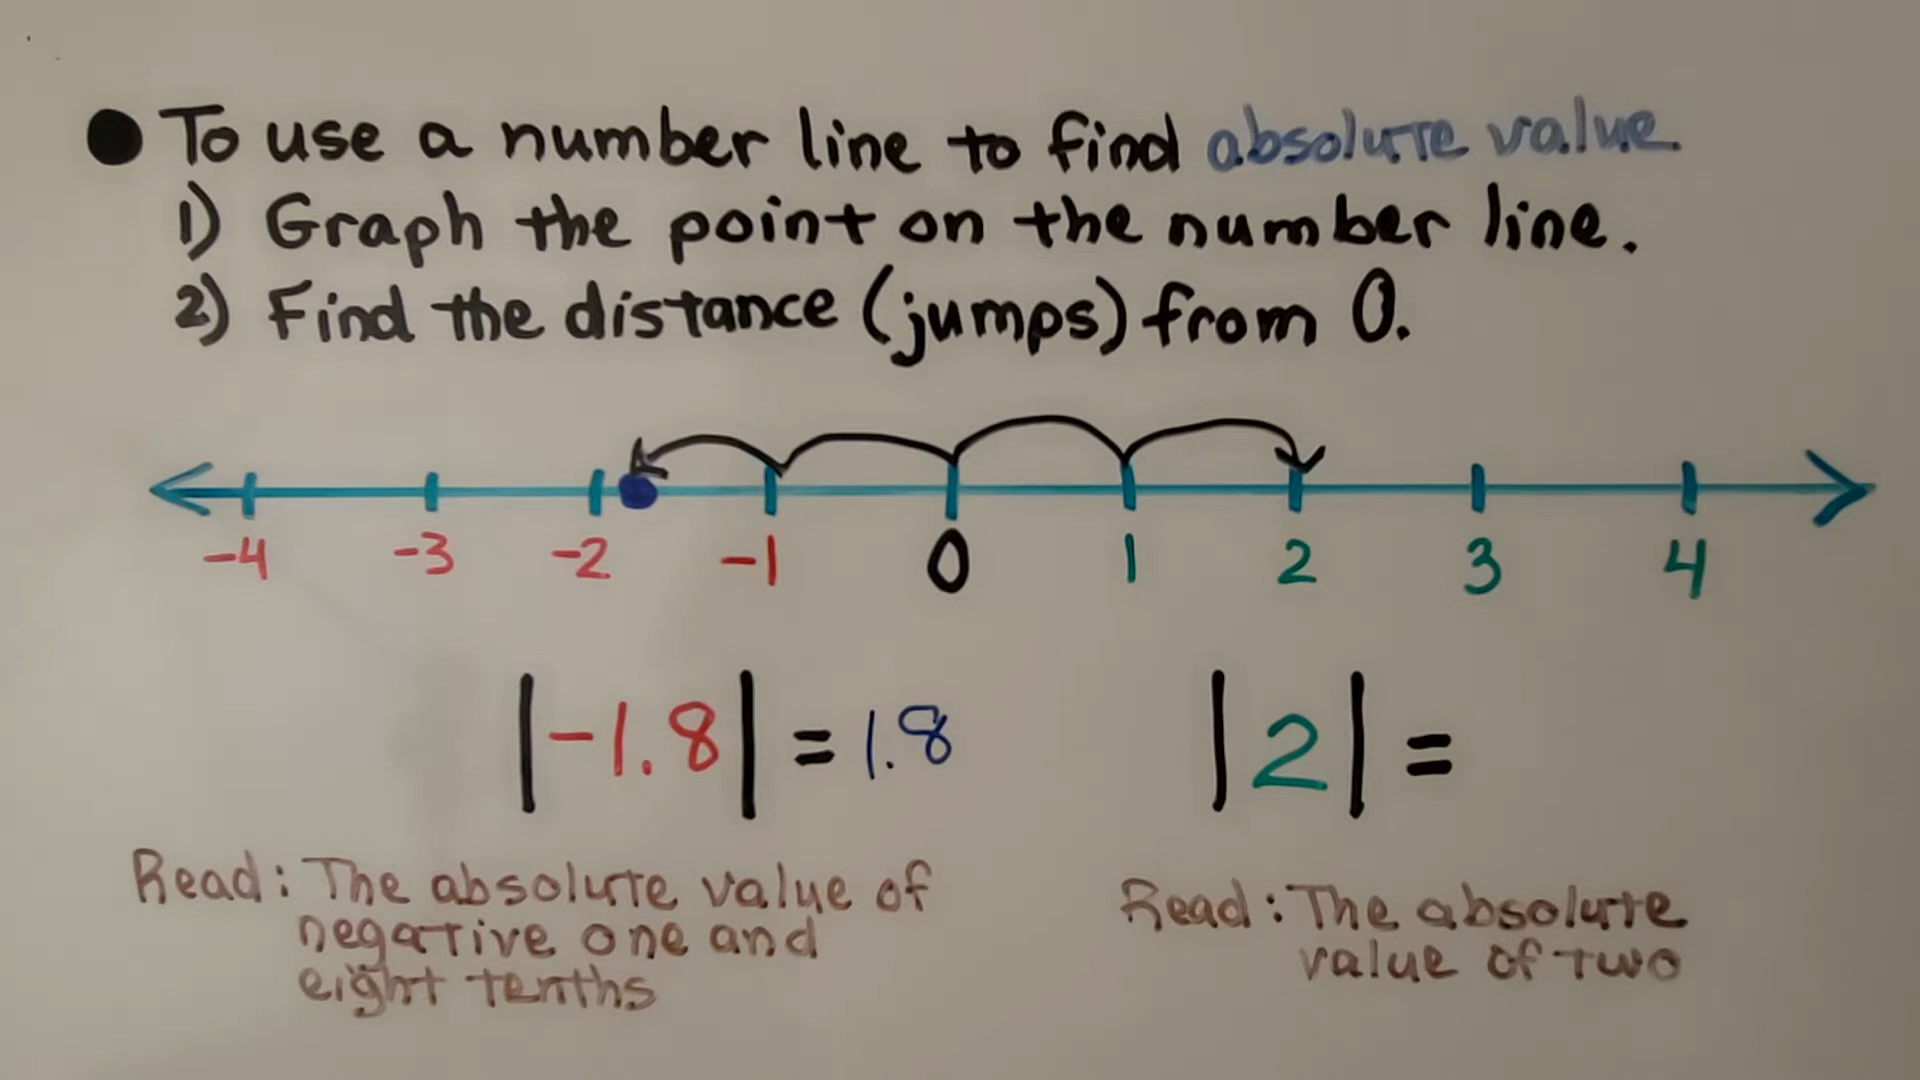 ● To use a number line to find absolute value.
1) Graph the point on the number line.
2) Find the distance (jumps) from 0.
-4 -3 -2 -1 0 1 2 3 4
|-1.8| = 1.8 |2| =
Read: The absolute value of
negative one and
eight tenths
Read: The absolute
value of two